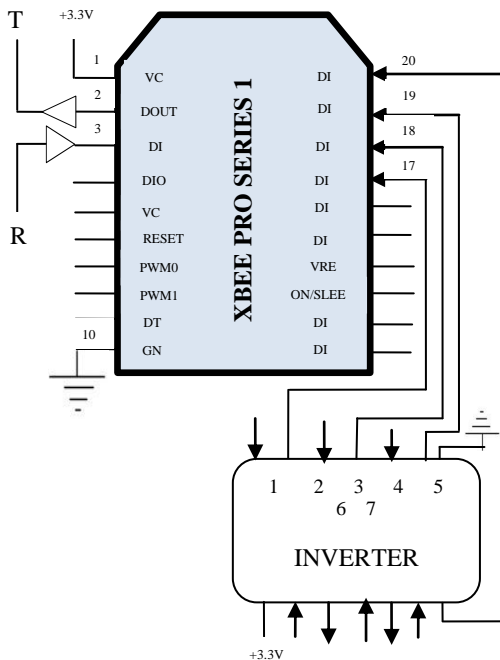 T
+3.3V
1
VC
DI
20
2
DOUT
DI
19
3
DI
DI
18
DIO
DI
17
R
VC
DI
RESET
DI
PWM0
VRE
PWM1
ON/SLEE
DT
DI
10
GN
DI
XBEE PRO SERIES 1
1 2 3 4 5
6 7
INVERTER
+3.3V